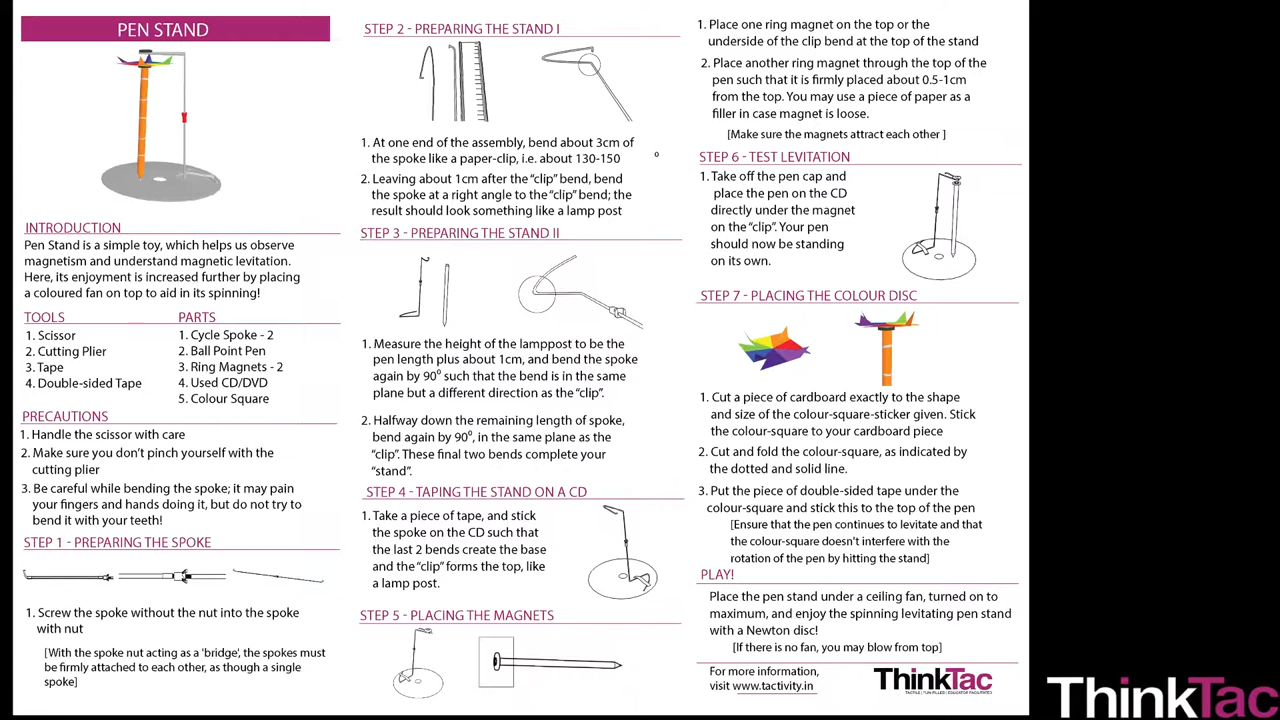 PEN STAND
INTRODUCTION
Pen Stand is a simple toy, which helps us observe
magnetism and understand magnetic levitation.
Here, its enjoyment is increased further by placing
a coloured fan on top to aid in its spinning!
TOOLS
1. Scissor
2. Cutting Plier
3. Tape
4. Double-sided Tape
PARTS
1. Cycle Spoke - 2
2. Ball Point Pen
3. Ring Magnets - 2
4. Used CD/DVD
5. Colour Square
PRECAUTIONS
1. Handle the scissor with care
2. Make sure you don't pinch yourself with the
cutting plier
3. Be careful while bending the spoke; it may pain
your fingers and hands doing it, but do not try to
bend it with your teeth!
STEP 1 - PREPARING THE SPOKE
1. Screw the spoke without the nut into the spoke
with nut
[With the spoke nut acting as a 'bridge', the spokes must
be firmly attached to each other, as though a single
spoke]
STEP 2 - PREPARING THE STAND I
1. At one end of the assembly, bend about 3cm of
the spoke like a paper-clip, i.e. about 130-150 o
2. Leaving about 1cm after the "clip" bend, bend
the spoke at a right angle to the "clip" bend; the
result should look something like a lamp post
STEP 3 - PREPARING THE STAND II
1. Measure the height of the lamppost to be the
pen length plus about 1cm, and bend the spoke
again by 90⁰ such that the bend is in the same
plane but a different direction as the "clip".
2. Halfway down the remaining length of spoke,
bend again by 90⁰, in the same plane as the
"clip". These final two bends complete your
"stand".
STEP 4 - TAPING THE STAND ON A CD
1. Take a piece of tape, and stick
the spoke on the CD such that
the last 2 bends create the base
and the "clip" forms the top, like
a lamp post.
STEP 5 - PLACING THE MAGNETS
1. Place one ring magnet on the top or the
underside of the clip bend at the top of the stand
2. Place another ring magnet through the top of the
pen such that it is firmly placed about 0.5-1cm
from the top. You may use a piece of paper as a
filler in case magnet is loose.
[Make sure the magnets attract each other ]
STEP 6 - TEST LEVITATION
1. Take off the pen cap and
place the pen on the CD
directly under the magnet
on the "clip". Your pen
should now be standing
on its own.
STEP 7 - PLACING THE COLOUR DISC
1. Cut a piece of cardboard exactly to the shape
and size of the colour-square-sticker given. Stick
the colour-square to your cardboard piece
2. Cut and fold the colour-square, as indicated by
the dotted and solid line.
3. Put the piece of double-sided tape under the
colour-square and stick this to the top of the pen
[Ensure that the pen continues to levitate and that
the colour-square doesn't interfere with the
rotation of the pen by hitting the stand]
PLAY!
Place the pen stand under a ceiling fan, turned on to
maximum, and enjoy the spinning levitating pen stand
with a Newton disc!
[If there is no fan, you may blow from top]
For more information,
visit www.tactivity.in
ThinkTac
TACTILE | FUN-FILLED | EDUCATOR FACILITATED
ThinkTac